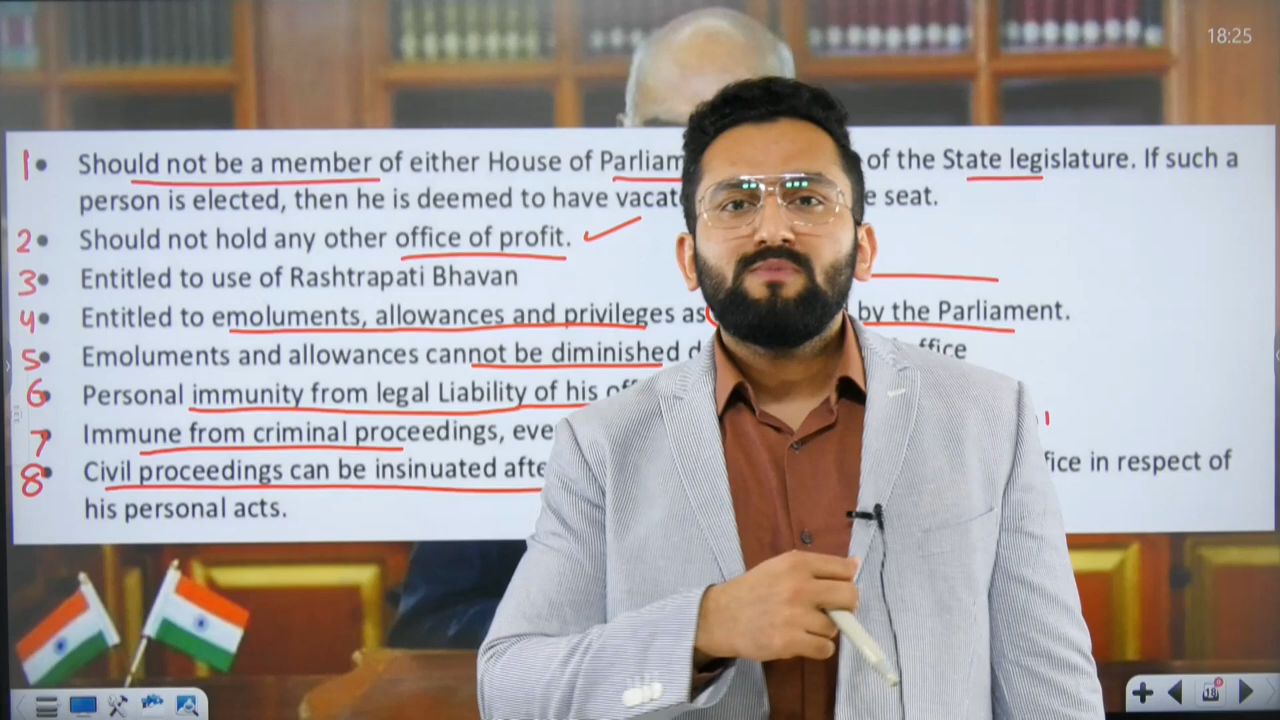 18:25
1 • Should not be a member of either House of Parliam of the State legislature. If such a
person is elected, then he is deemed to have vacat e seat.
2 • Should not hold any other office of profit. ✓
3 • Entitled to use of Rashtrapati Bhavan
4 • Entitled to emoluments, allowances and privileges as by the Parliament.
5 • Emoluments and allowances cannot be diminished d ffice
6 • Personal immunity from legal Liability of his off
7 • Immune from criminal proceedings, eve
8 • Civil proceedings can be insinuated afte fice in respect of
his personal acts.
18